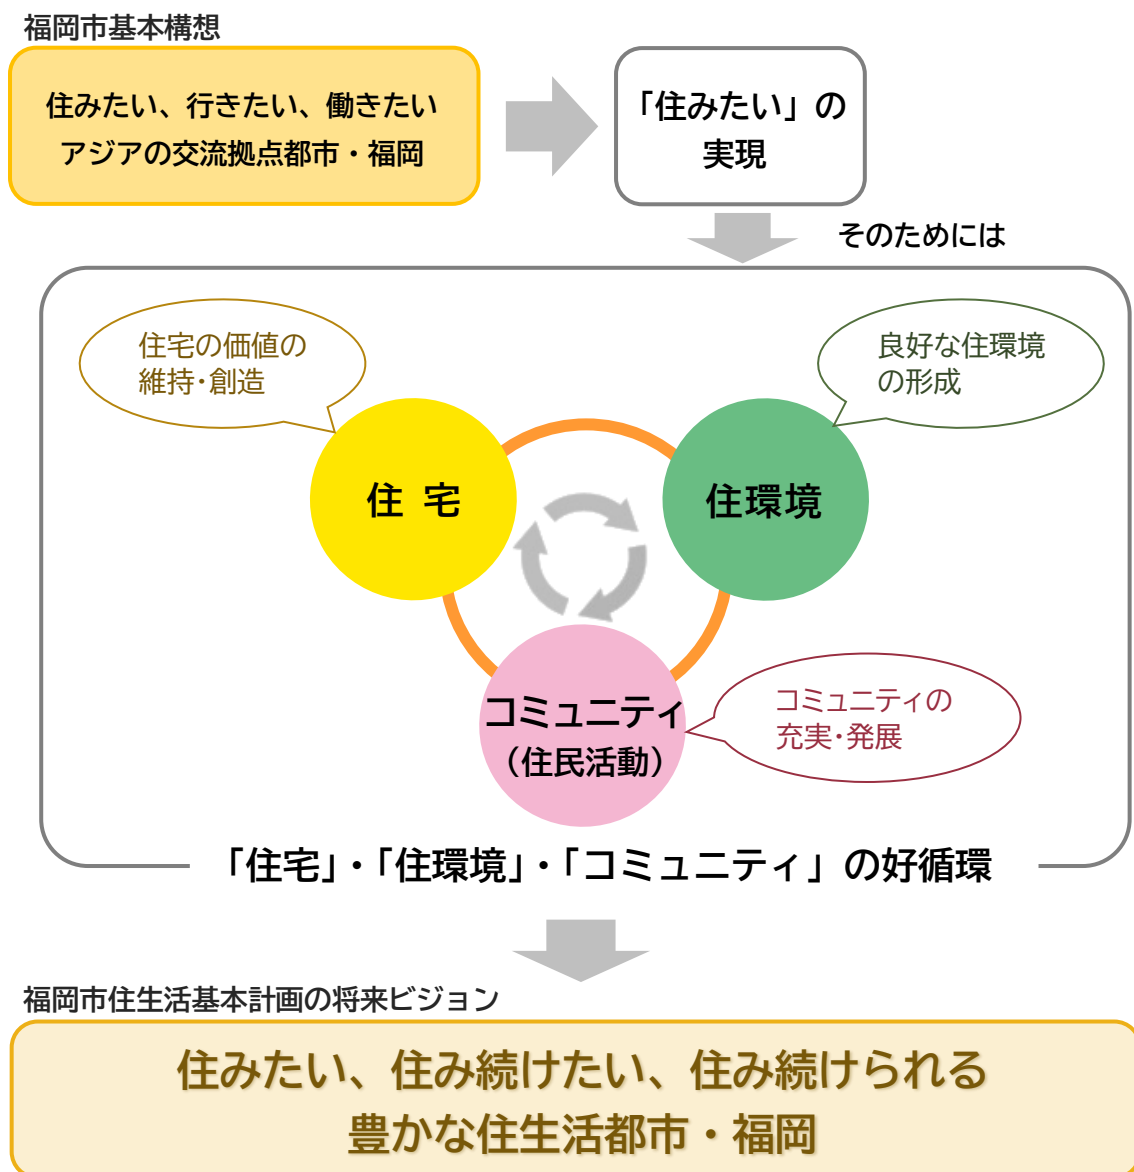 福岡市基本構想
住みたい、行きたい、働きたい
アジアの交流拠点都市・福岡
「住みたい」の
実現
そのためには
住宅の価値の
維持・創造
良好な住環境
の形成
住 宅
住環境
コミュニティ
（住民活動）
コミュニティの
充実・発展
「住宅」・「住環境」・「コミュニティ」の好循環
福岡市住生活基本計画の将来ビジョン
住みたい、住み続けたい、住み続けられる
豊かな住生活都市・福岡